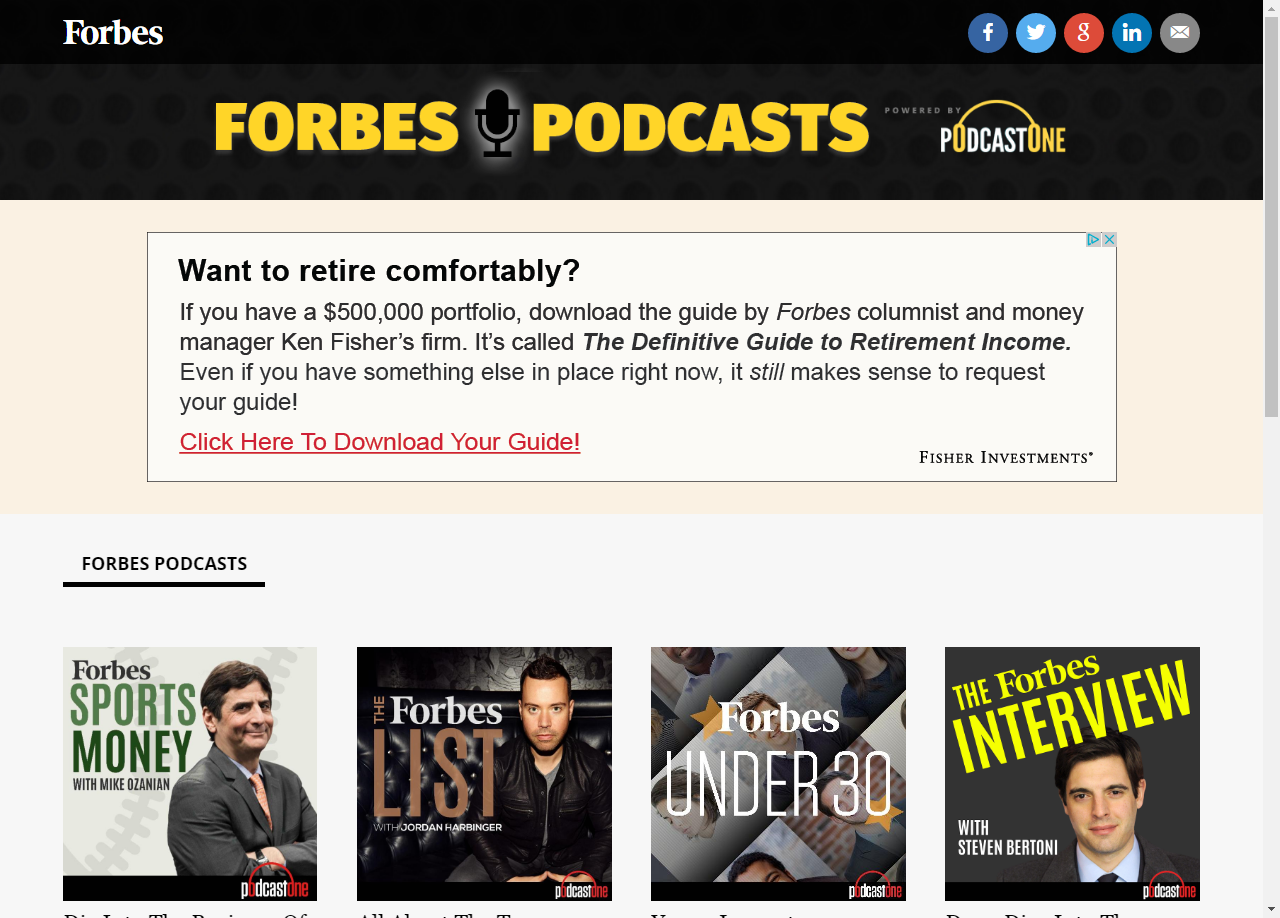 Forbes
FORBES PODCASTS
POWERED BY
PODCASTONE
Want to retire comfortably?
If you have a $500,000 portfolio, download the guide by Forbes columnist and money
manager Ken Fisher’s firm. It’s called The Definitive Guide to Retirement Income.
Even if you have something else in place right now, it still makes sense to request
your guide!
Click Here To Download Your Guide!
FISHER INVESTMENTS®
FORBES PODCASTS
Forbes
SPORTS
MONEY
WITH MIKE OZANIAN
podcastone
THE Forbes
LIST
WITH JORDAN HARBINGER
podcastone
Forbes
UNDER 30
podcastone
THE Forbes
INTERVIEW
WITH
STEVEN BERTONI
podcastone